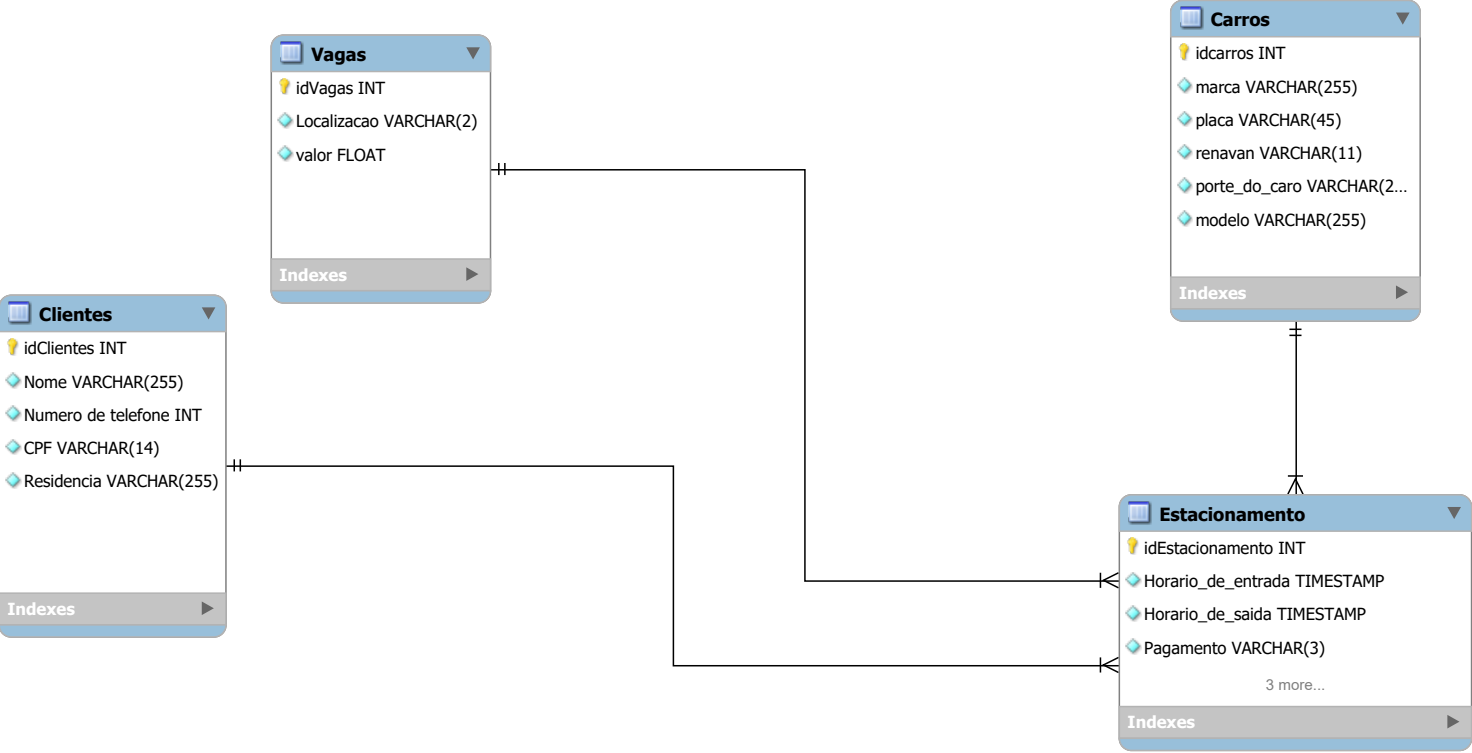 Vagas
idVagas INT
Localizacao VARCHAR(2)
valor FLOAT
Indexes
Carros
idcarros INT
marca VARCHAR(255)
placa VARCHAR(45)
renavan VARCHAR(11)
porte_do_caro VARCHAR(2...
modelo VARCHAR(255)
Indexes
Clientes
idClientes INT
Nome VARCHAR(255)
Numero de telefone INT
CPF VARCHAR(14)
Residencia VARCHAR(255)
Indexes
Estacionamento
idEstacionamento INT
Horario_de_entrada TIMESTAMP
Horario_de_saida TIMESTAMP
Pagamento VARCHAR(3)
3 more...
Indexes